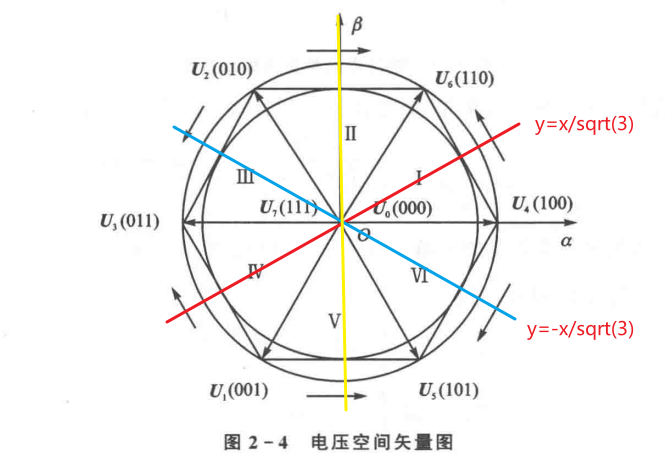 β
U₂(010)
U₆(110)
y=x/sqrt(3)
II
III
I
U₇(111)
U₀(000)
U₄(100)
U₃(011)
O
α
IV
VI
V
y=-x/sqrt(3)
U₁(001)
U₅(101)
图 2-4 电压空间矢量图